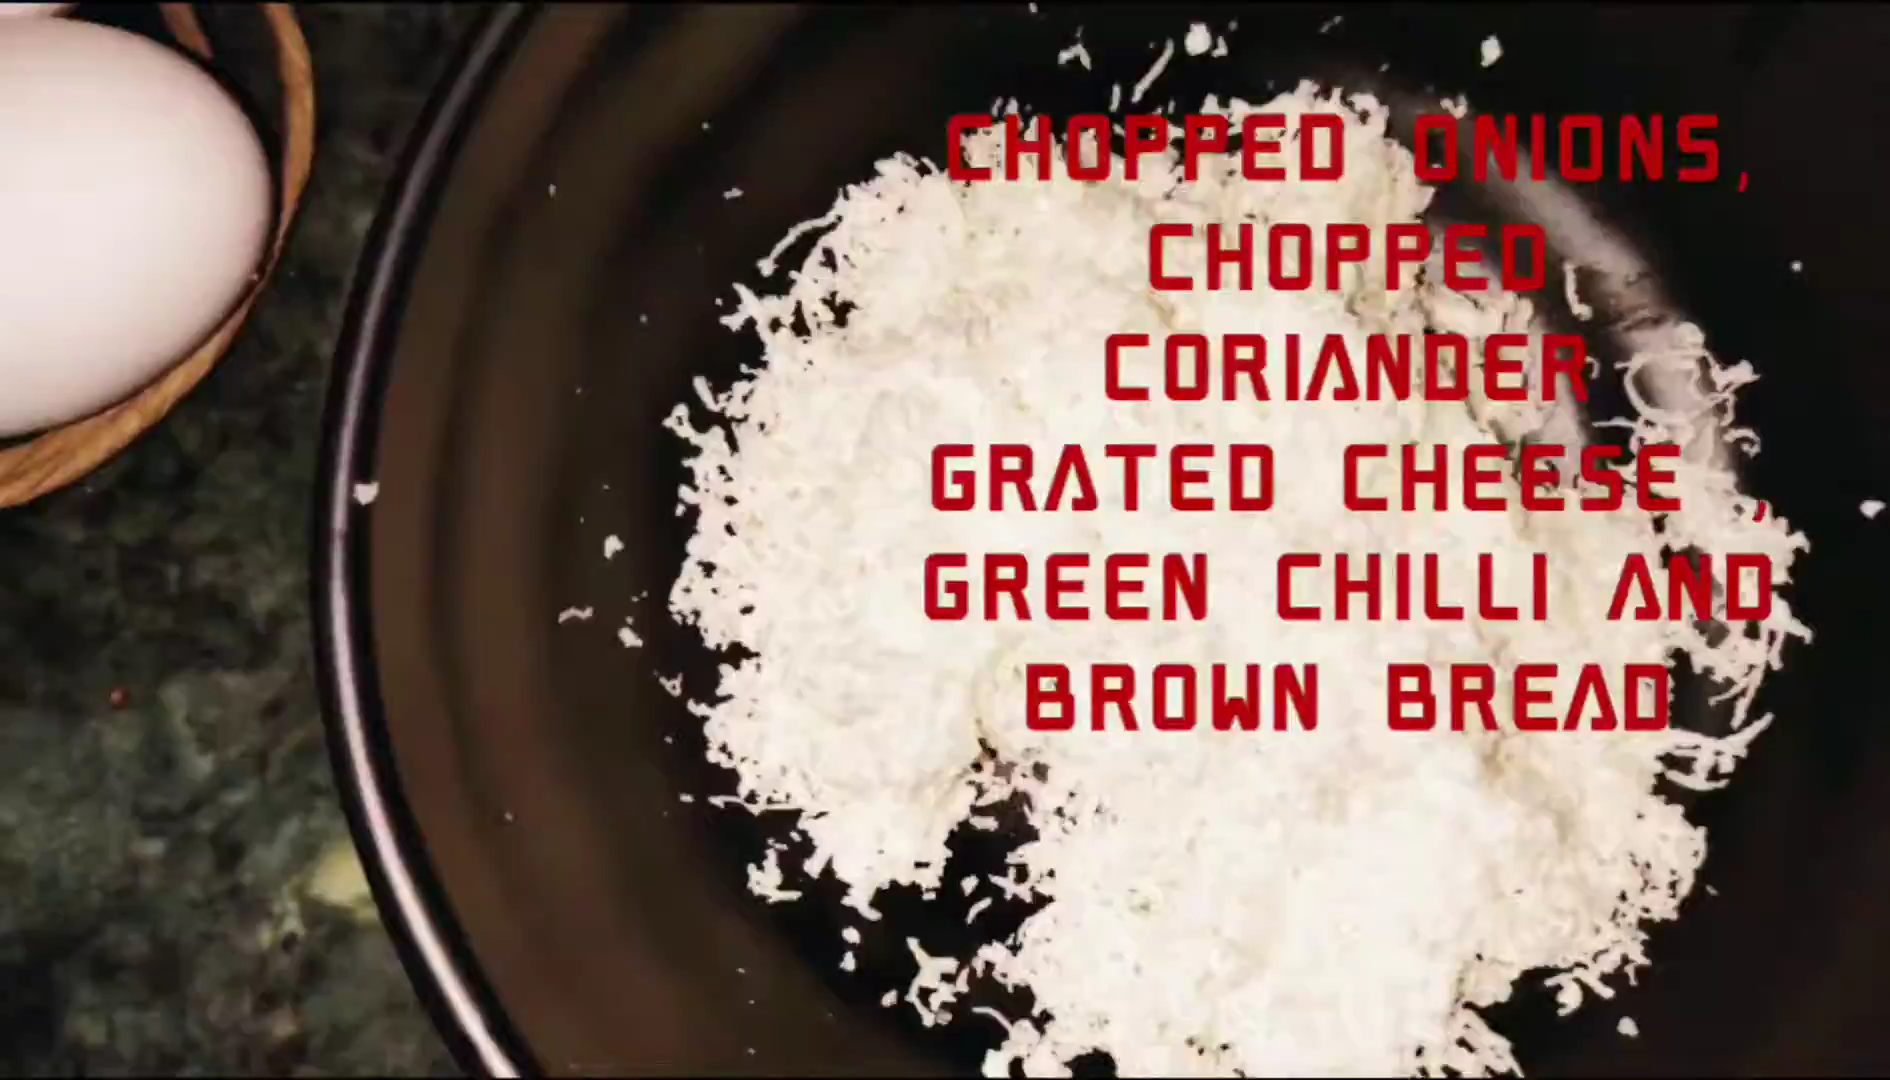 CHOPPED ONIONS,
CHOPPED
CORIANDER
GRATED CHEESE ,
GREEN CHILLI AND
BROWN BREAD